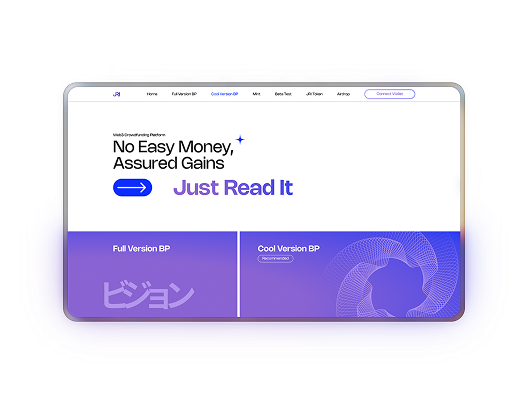 JRI
Home Full Version BP Cool Version BP Mint Beta Test JRI Token Airdrop Connect Wallet
Web3 Crowdfunding Platform
No Easy Money,
Assured Gains
Just Read It
Full Version BP
Cool Version BP
Recommended
ビジョン